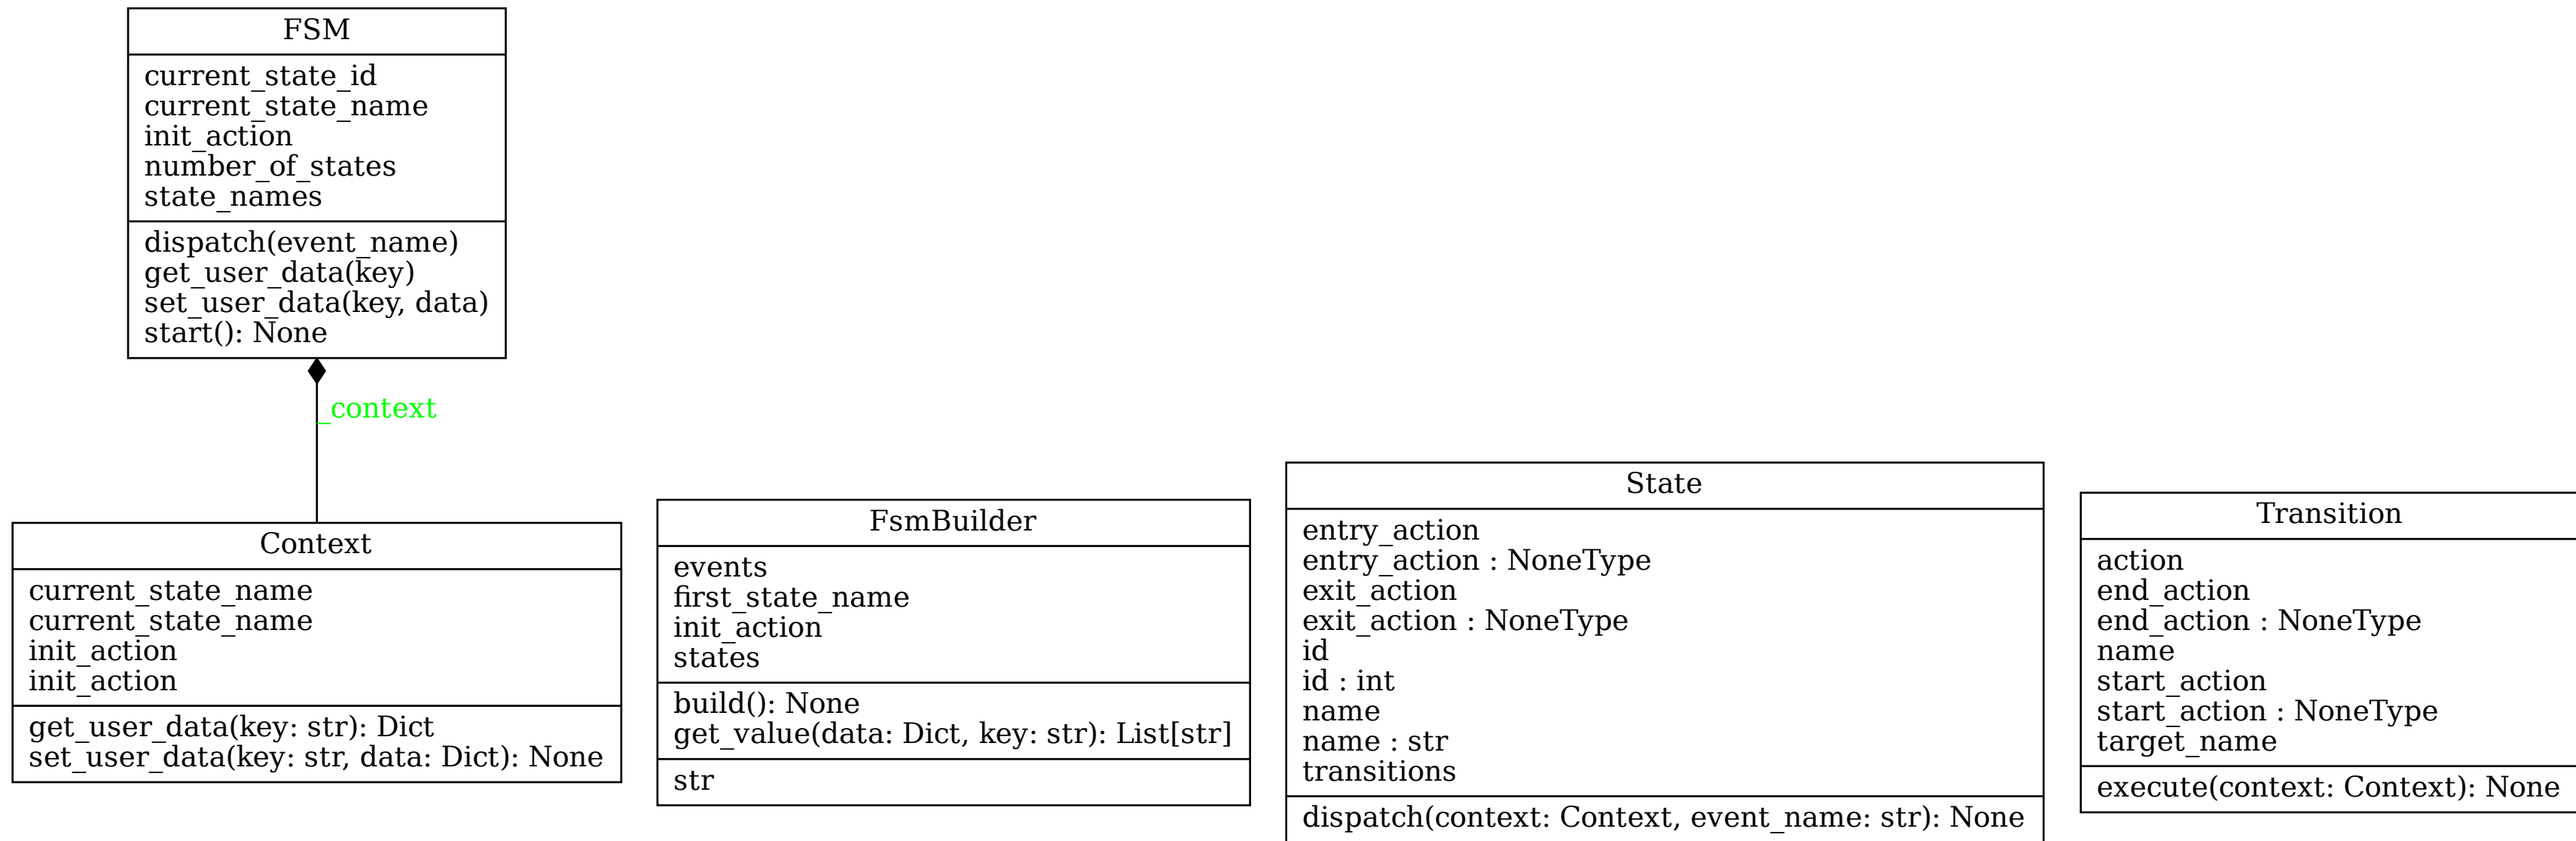 FSM
current_state_id
current_state_name
init_action
number_of_states
state_names
dispatch(event_name)
get_user_data(key)
set_user_data(key, data)
start(): None
_context
Context
current_state_name
current_state_name
init_action
init_action
get_user_data(key: str): Dict
set_user_data(key: str, data: Dict): None
FsmBuilder
events
first_state_name
init_action
states
build(): None
get_value(data: Dict, key: str): List[str]
str
State
entry_action
entry_action : NoneType
exit_action
exit_action : NoneType
id
id : int
name
name : str
transitions
dispatch(context: Context, event_name: str): None
Transition
action
end_action
end_action : NoneType
name
start_action
start_action : NoneType
target_name
execute(context: Context): None